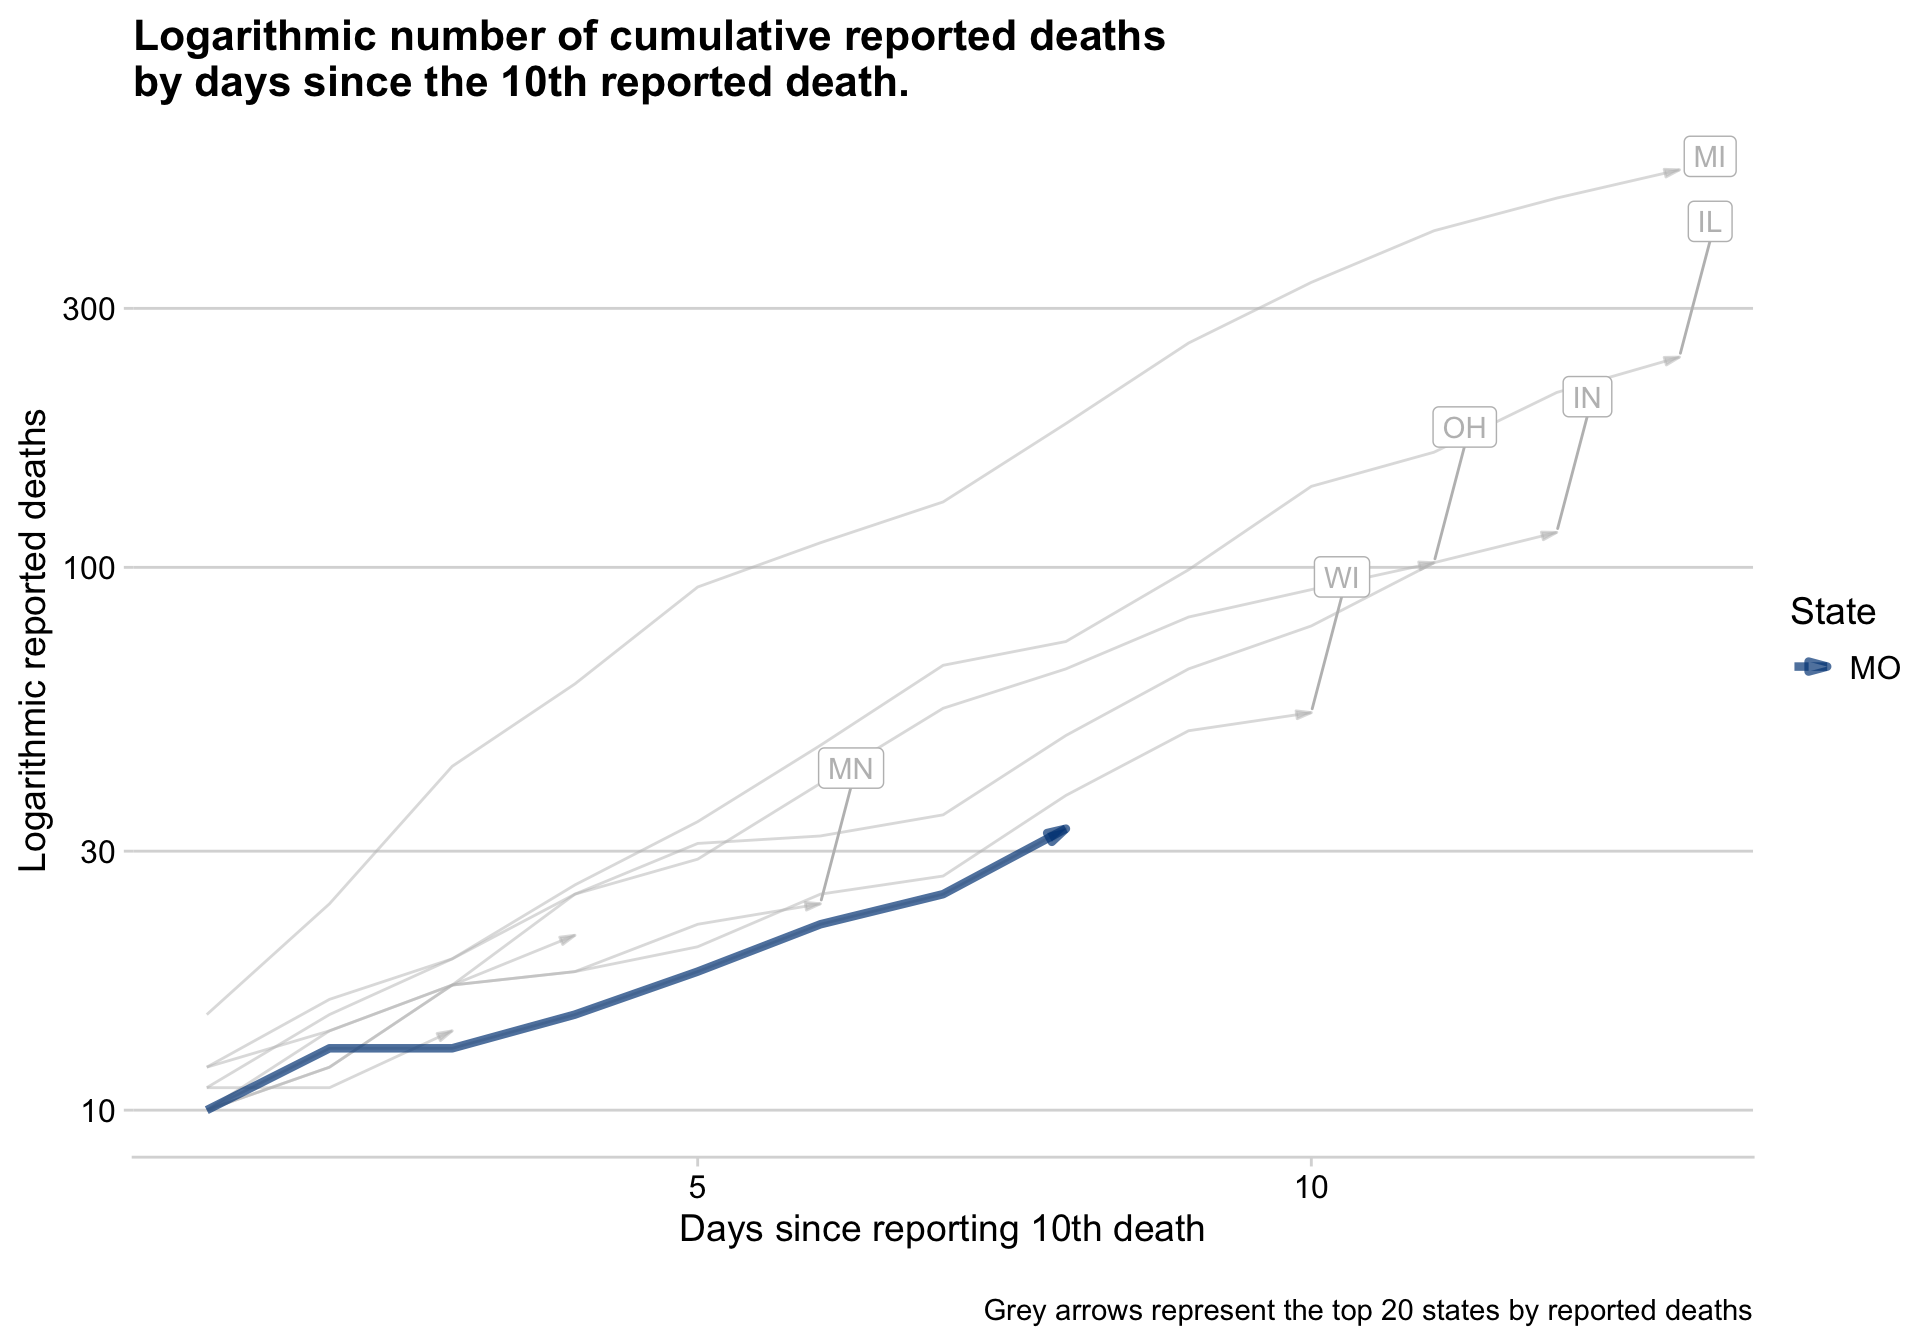 Logarithmic number of cumulative reported deaths
by days since the 10th reported death.
MI
IL
300
IN
OH
100
WI
State
MO
MN
30
10
Logarithmic reported deaths
5
10
Days since reporting 10th death
Grey arrows represent the top 20 states by reported deaths